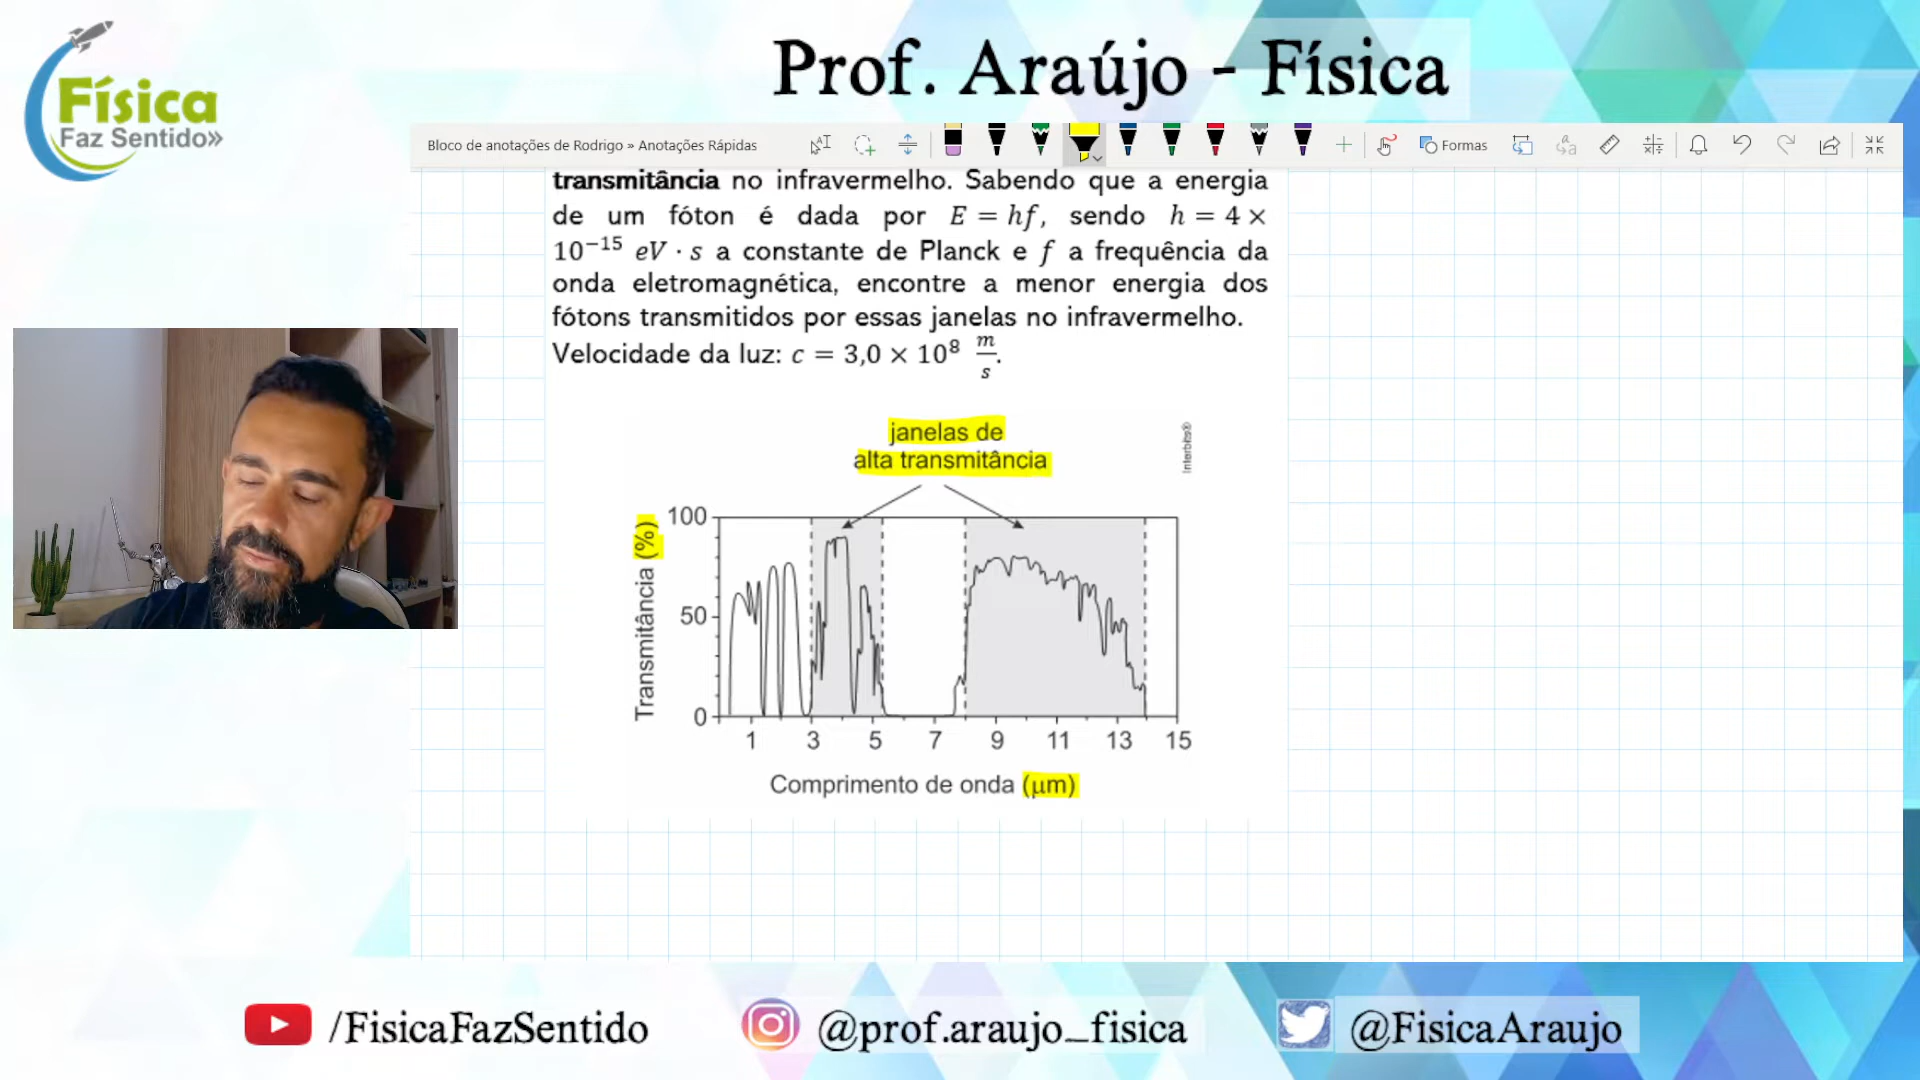 Prof. Araújo - Física
Física
Faz Sentido»
Bloco de anotações de Rodrigo » Anotações Rápidas
Formas
transmitância no infravermelho. Sabendo que a energia
de um fóton é dada por E = hf, sendo h = 4 ×
10⁻¹⁵ eV · s a constante de Planck e f a frequência da
onda eletromagnética, encontre a menor energia dos
fótons transmitidos por essas janelas no infravermelho.
Velocidade da luz: c = 3,0 × 10⁸ m/s.
janelas de
alta transmitância
Interbits®
Transmitância (%)
100
50
0
1 3 5 7 9 11 13 15
Comprimento de onda (μm)
/FisicaFazSentido
@prof.araujo_fisica
@FisicaAraujo